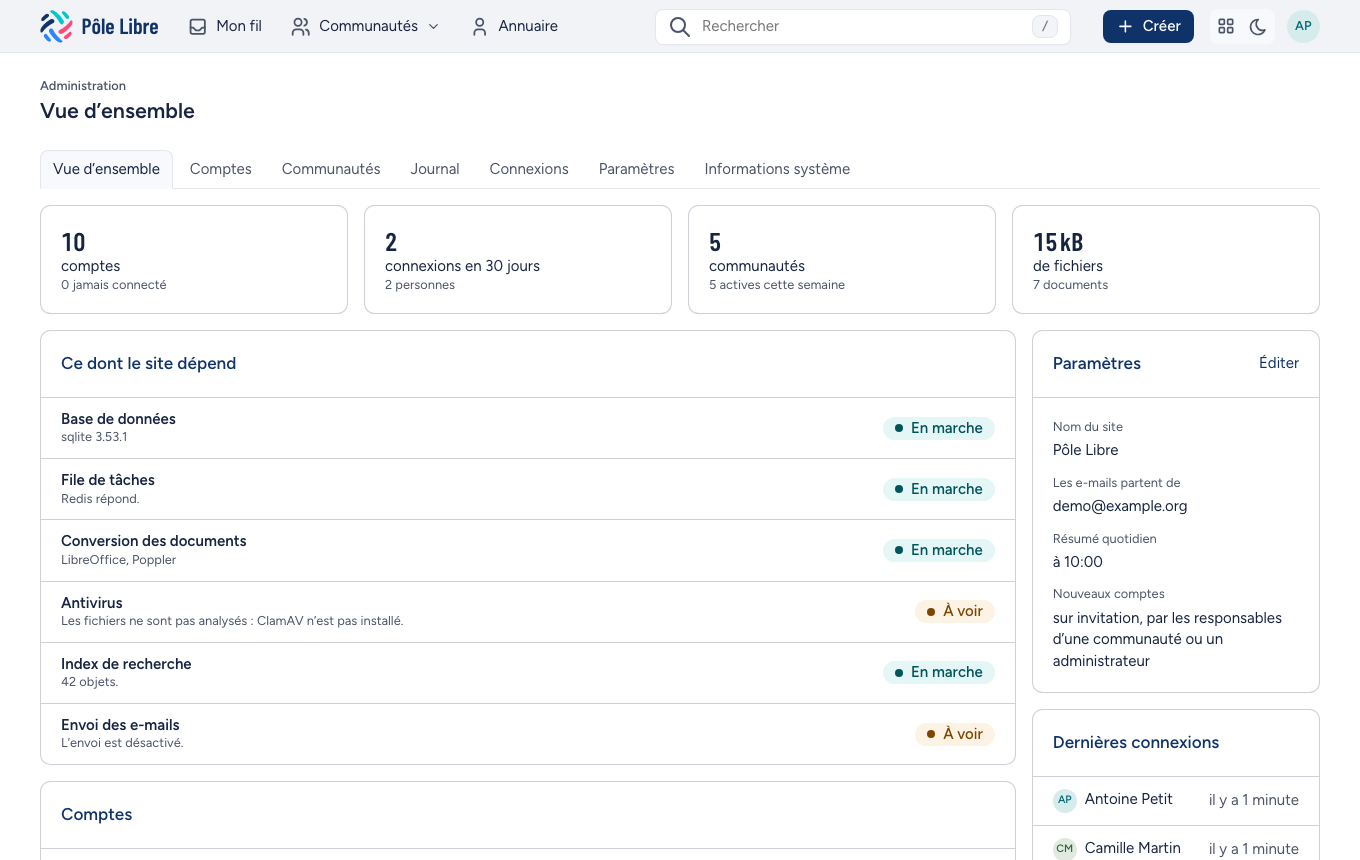 Pôle Libre
Mon fil
Communautés
Annuaire
Rechercher
/
Créer
AP
Administration
Vue d’ensemble
Vue d’ensemble
Comptes
Communautés
Journal
Connexions
Paramètres
Informations système
10
comptes
0 jamais connecté
2
connexions en 30 jours
2 personnes
5
communautés
5 actives cette semaine
15 kB
de fichiers
7 documents
Ce dont le site dépend
Base de données
sqlite 3.53.1
En marche
File de tâches
Redis répond.
En marche
Conversion des documents
LibreOffice, Poppler
En marche
Antivirus
Les fichiers ne sont pas analysés : ClamAV n’est pas installé.
À voir
Index de recherche
42 objets.
En marche
Envoi des e-mails
L’envoi est désactivé.
À voir
Comptes
Paramètres
Éditer
Nom du site
Pôle Libre
Les e-mails partent de
demo@example.org
Résumé quotidien
à 10:00
Nouveaux comptes
sur invitation, par les responsables
d’une communauté ou un
administrateur
Dernières connexions
AP
Antoine Petit
il y a 1 minute
CM
Camille Martin
il y a 1 minute